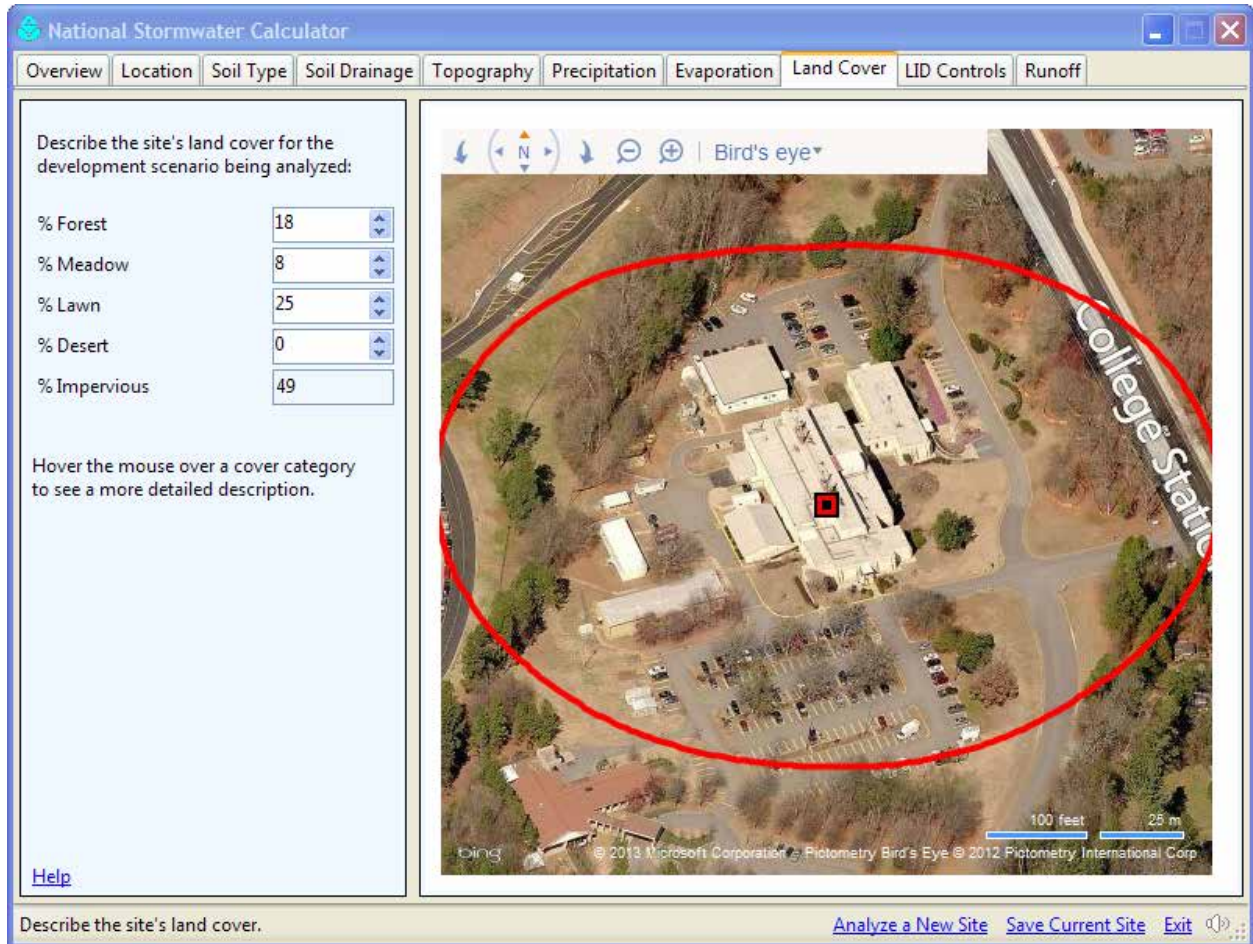 National Stormwater Calculator
Overview Location Soil Type Soil Drainage Topography Precipitation Evaporation Land Cover LID Controls Runoff
Describe the site's land cover for the
development scenario being analyzed:
% Forest 18
% Meadow 8
% Lawn 25
% Desert 0
% Impervious 49
Hover the mouse over a cover category
to see a more detailed description.
Help
N | Bird's eye
College Statio
100 feet 25 m
bing © 2013 Microsoft Corporation Pictometry Bird's Eye © 2012 Pictometry International Corp
Describe the site's land cover. Analyze a New Site Save Current Site Exit